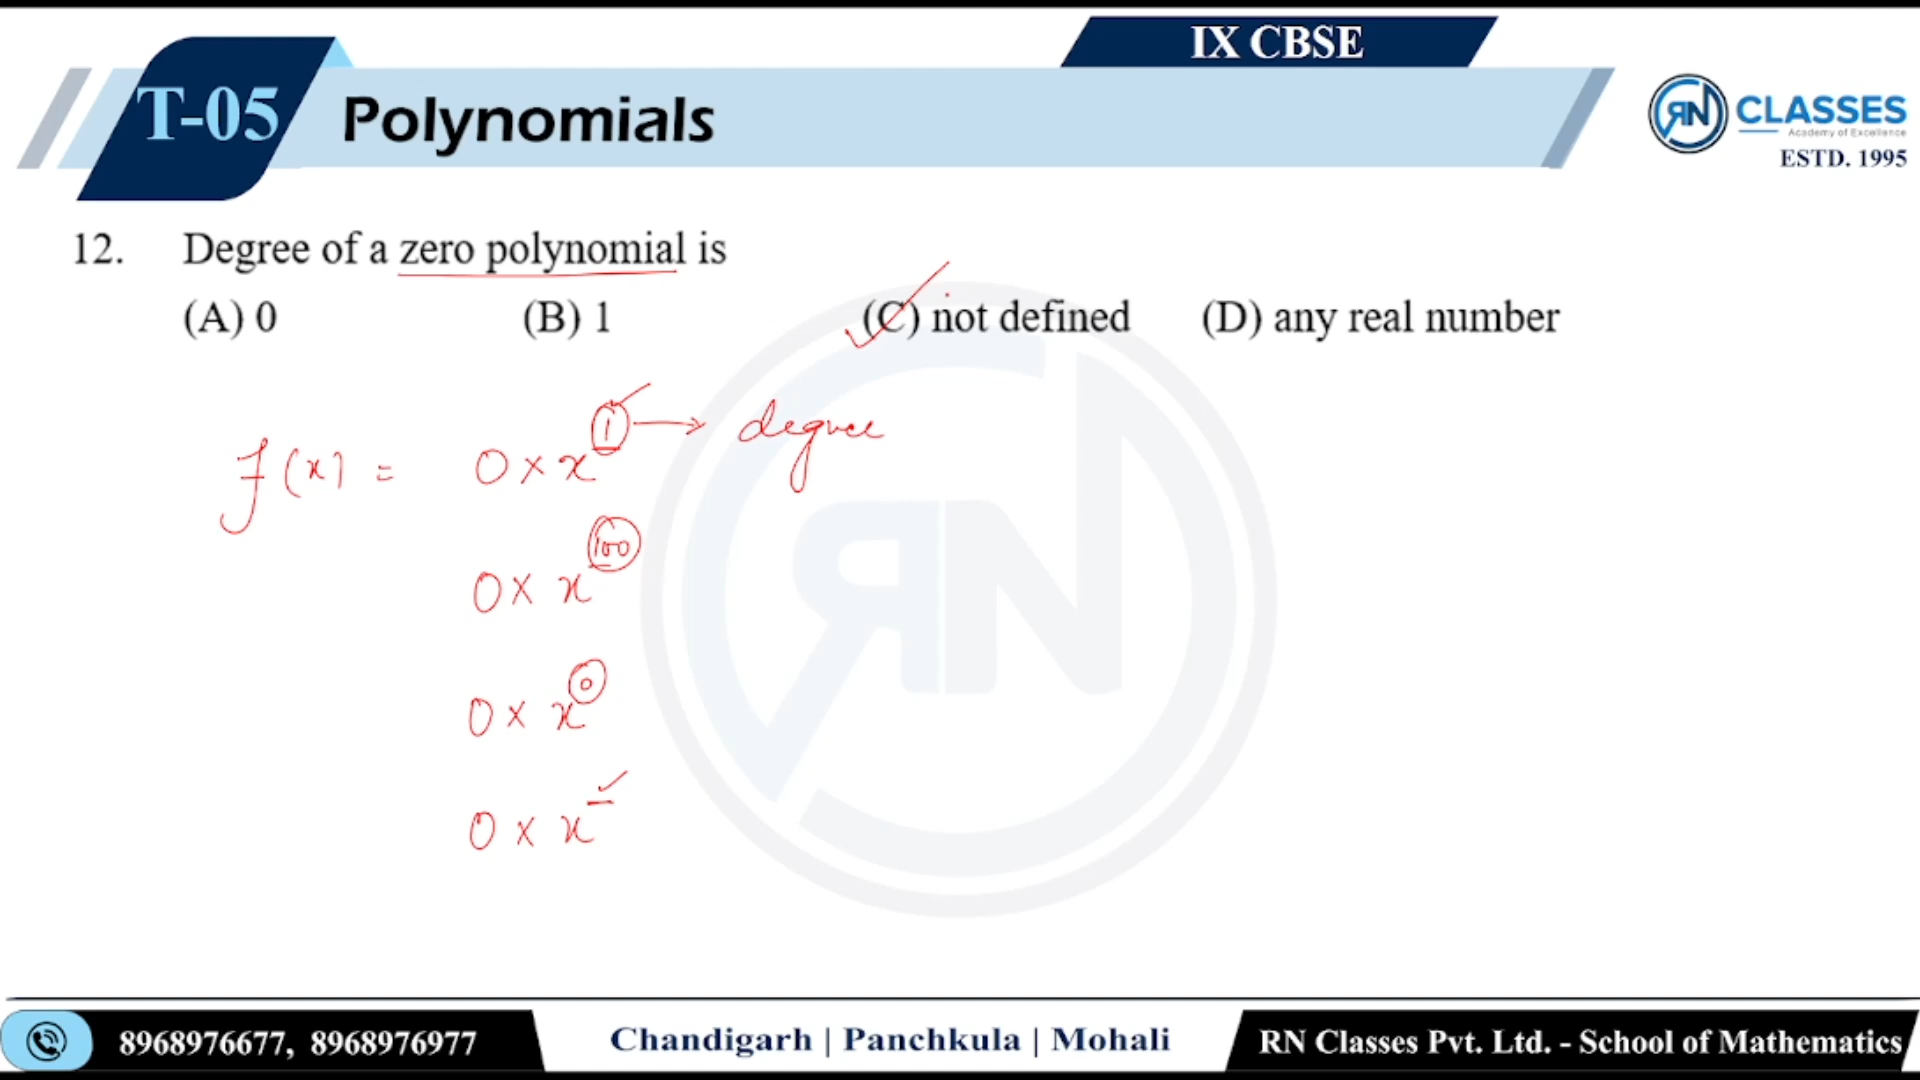 IX CBSE
T-05 Polynomials
RN CLASSES
Academy of Excellence
ESTD. 1995
12. Degree of a zero polynomial is
(A) 0 (B) 1 (C) not defined (D) any real number
f(x) = 0 × x^1 → degree
0 × x^100
0 × x^0
0 × x^–
RN
8968976677, 8968976977 Chandigarh | Panchkula | Mohali RN Classes Pvt. Ltd. - School of Mathematics